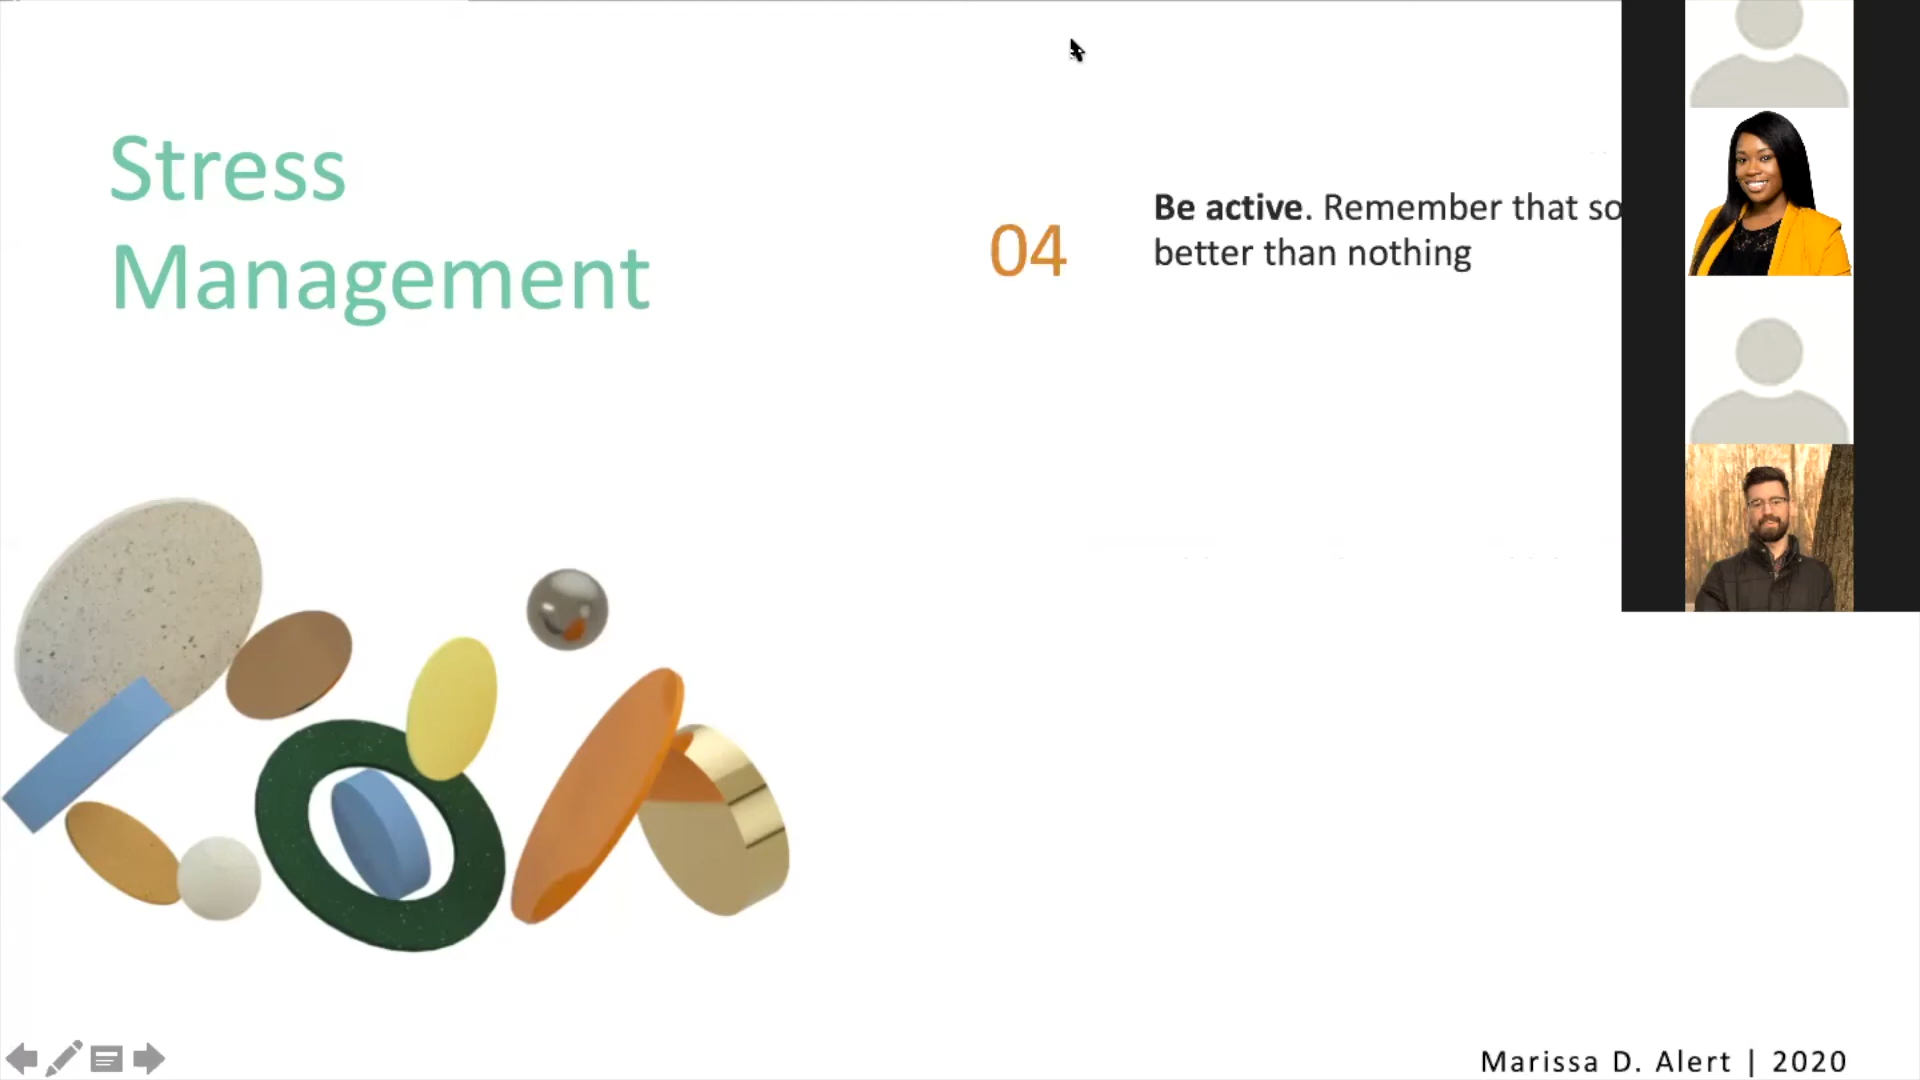 Stress
Management
04
Be active. Remember that so
better than nothing
Marissa D. Alert | 2020